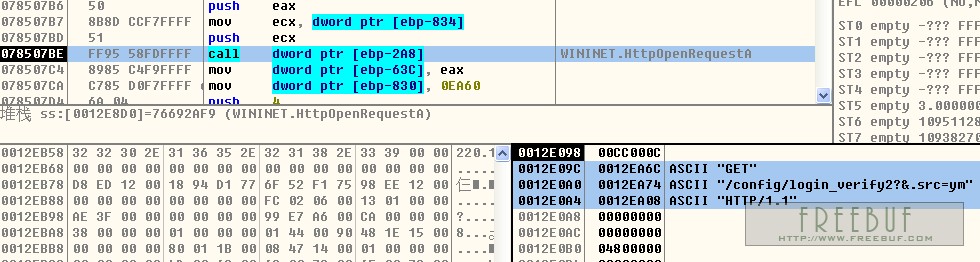 078507B6 50 push eax
078507B7 8B8D CCF7FFFF mov ecx, dword ptr [ebp-834]
078507BD 51 push ecx
078507BE FF95 58FDFFFF call dword ptr [ebp-2A8] WININET.HttpOpenRequestA
078507C4 8985 C4F9FFFF mov dword ptr [ebp-63C], eax
078507CA C785 D0F7FFFF mov dword ptr [ebp-830], 0EA60
078507D4 6A 04 push 4
堆栈 ss:[0012E8D0]=76692AF9 (WININET.HttpOpenRequestA)
EFL 00000206
ST0 empty -??? FFF
ST1 empty -??? FFF
ST2 empty -??? FFF
ST3 empty -??? FFF
ST4 empty -??? FFF
ST5 empty 3.000000
ST6 empty 10951128
ST7 empty 10938270
0012EB58 32 32 30 2E 31 36 35 2E 32 31 38 2E 33 39 00 00 220.1
0012EB68 00 00 00 00 00 00 00 00 00 00 00 00 00 00 00 00
0012EB78 D8 ED 12 00 18 94 D1 77 6F 52 F1 75 98 EE 12 00
0012EB88 00 00 00 00 00 00 00 00 FC 02 06 00 13 01 00 00
0012EB98 AE 3F 00 00 00 00 00 00 99 E7 A6 00 CA 00 00 00 ?
0012EBA8 38 00 00 00 01 00 00 00 01 44 00 90 48 1E 15 00 8
0012EBB8 00 00 00 00 80 01 1B 00 08 47 14 00 01 00 00 00
0012E098 00CC000C
0012E09C 0012EA6C ASCII "GET"
0012E0A0 0012EA74 ASCII "/config/login_verify2?&.src=ym"
0012E0A4 0012EA08 ASCII "HTTP/1.1"
0012E0A8 00000000
0012E0AC 00000000
0012E0B0 04800000
FREEBUF
HTTP://WWW.FREEBUF.COM